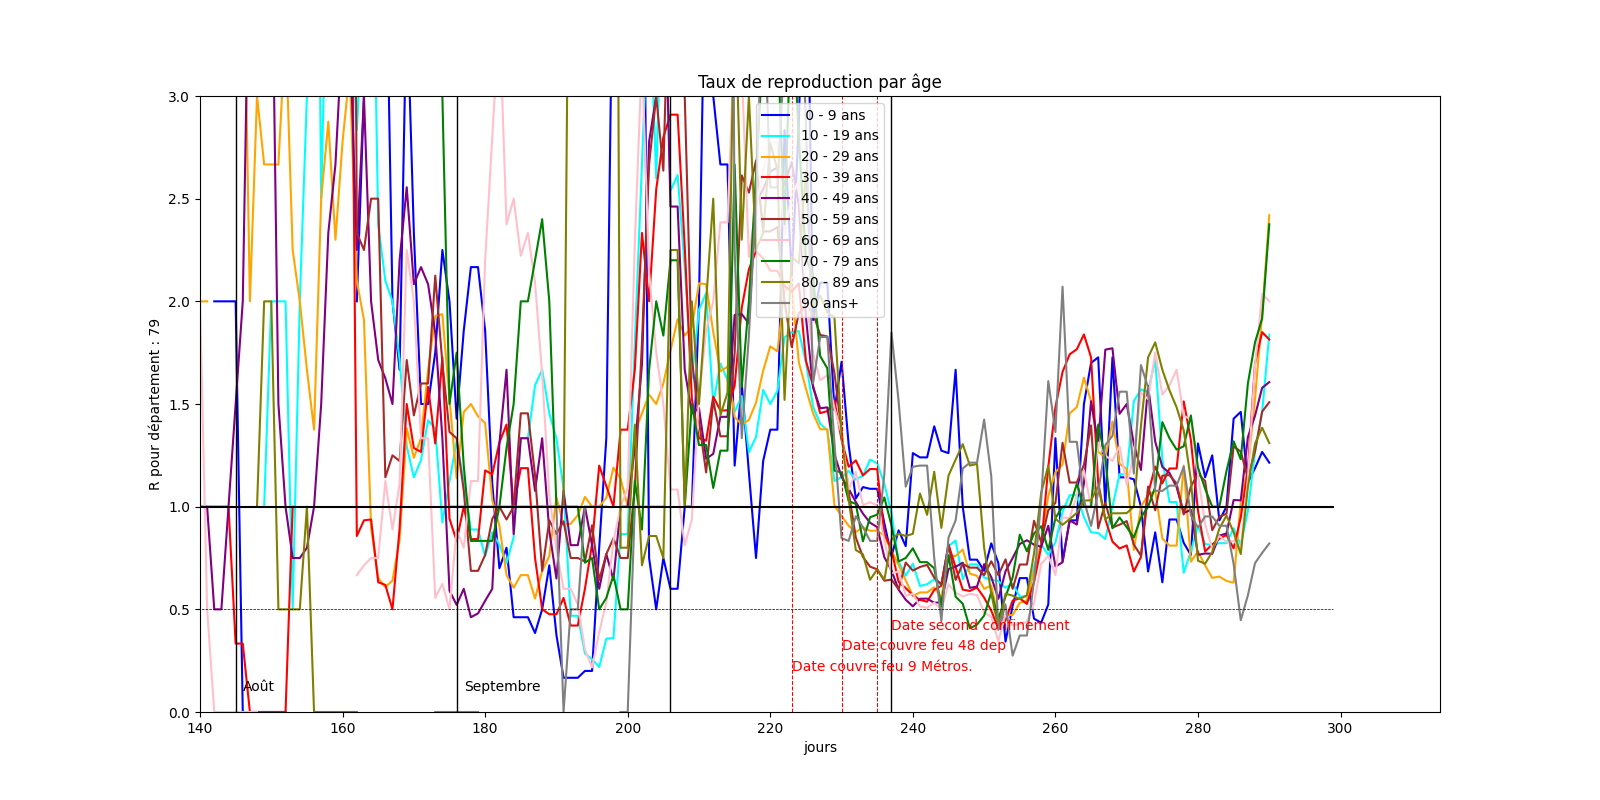 Taux de reproduction par âge
R pour département : 79
3.0
2.5
2.0
1.5
1.0
0.5
0.0
0 - 9 ans
10 - 19 ans
20 - 29 ans
30 - 39 ans
40 - 49 ans
50 - 59 ans
60 - 69 ans
70 - 79 ans
80 - 89 ans
90 ans+
Date second confinement
Date couvre feu 48 dep
Date couvre feu 9 Métros.
Août
Septembre
140 160 180 200 220 240 260 280 300
jours